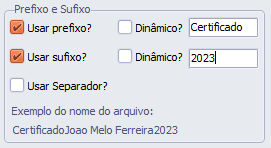 Prefixo e Sufixo
Usar prefixo? Dinâmico? Certificado
Usar sufixo? Dinâmico? 2023
Usar Separador?
Exemplo do nome do arquivo:
CertificadoJoao Melo Ferreira2023